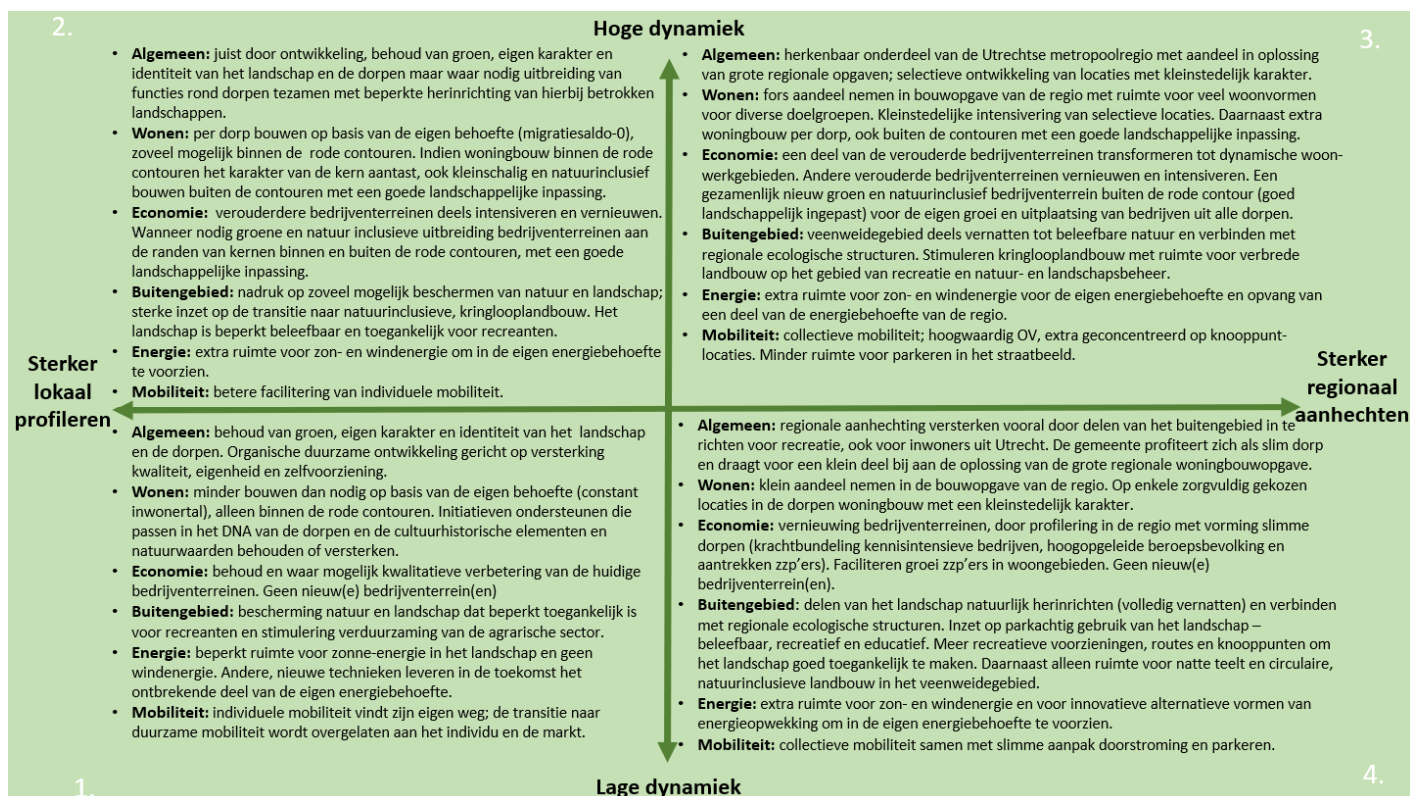 2.
Hoge dynamiek
3.
• Algemeen: juist door ontwikkeling, behoud van groen, eigen karakter en
identiteit van het landschap en de dorpen maar waar nodig uitbreiding van
functies rond dorpen tezamen met beperkte herinrichting van hierbij betrokken
landschappen.
• Wonen: per dorp bouwen op basis van de eigen behoefte (migratiesaldo-0),
zoveel mogelijk binnen de rode contouren. Indien woningbouw binnen de rode
contouren het karakter van de kern aantast, ook kleinschalig en natuurinclusief
bouwen buiten de contouren met een goede landschappelijke inpassing.
• Economie: verouderdere bedrijventerreinen deels intensiveren en vernieuwen.
Wanneer nodig groene en natuur inclusieve uitbreiding bedrijventerreinen aan
de randen van kernen binnen en buiten de rode contouren, met een goede
landschappelijke inpassing.
• Buitengebied: nadruk op zoveel mogelijk beschermen van natuur en landschap;
sterke inzet op de transitie naar natuurinclusieve, kringlooplandbouw. Het
landschap is beperkt beleefbaar en toegankelijk voor recreanten.
• Energie: extra ruimte voor zon- en windenergie om in de eigen energiebehoefte
te voorzien.
• Mobiliteit: betere facilitering van individuele mobiliteit.
• Algemeen: herkenbaar onderdeel van de Utrechtse metropoolregio met aandeel in oplossing
van grote regionale opgaven; selectieve ontwikkeling van locaties met kleinstedelijk karakter.
• Wonen: fors aandeel nemen in bouwopgave van de regio met ruimte voor veel woonvormen
voor diverse doelgroepen. Kleinstedelijke intensivering van selectieve locaties. Daarnaast extra
woningbouw per dorp, ook buiten de contouren met een goede landschappelijke inpassing.
• Economie: een deel van de verouderde bedrijventerreinen transformeren tot dynamische woon-
werkgebieden. Andere verouderde bedrijventerreinen vernieuwen en intensiveren. Een
gezamenlijk nieuw groen en natuurinclusief bedrijventerrein buiten de rode contour (goed
landschappelijk ingepast) voor de eigen groei en uitplaatsing van bedrijven uit alle dorpen.
• Buitengebied: veenweidegebied deels vernatten tot beleefbare natuur en verbinden met
regionale ecologische structuren. Stimuleren kringlooplandbouw met ruimte voor verbrede
landbouw op het gebied van recreatie en natuur- en landschapsbeheer.
• Energie: extra ruimte voor zon- en windenergie voor de eigen energiebehoefte en opvang van
een deel van de energiebehoefte van de regio.
• Mobiliteit: collectieve mobiliteit; hoogwaardig OV, extra geconcentreerd op knooppunt-
locaties. Minder ruimte voor parkeren in het straatbeeld.
Sterker
lokaal
profileren
Sterker
regionaal
aanhechten
• Algemeen: behoud van groen, eigen karakter en identiteit van het landschap
en de dorpen. Organische duurzame ontwikkeling gericht op versterking
kwaliteit, eigenheid en zelfvoorziening.
• Wonen: minder bouwen dan nodig op basis van de eigen behoefte (constant
inwonertal), alleen binnen de rode contouren. Initiatieven ondersteunen die
passen in het DNA van de dorpen en de cultuurhistorische elementen en
natuurwaarden behouden of versterken.
• Economie: behoud en waar mogelijk kwalitatieve verbetering van de huidige
bedrijventerreinen. Geen nieuw(e) bedrijventerrein(en)
• Buitengebied: bescherming natuur en landschap dat beperkt toegankelijk is
voor recreanten en stimulering verduurzaming van de agrarische sector.
• Energie: beperkt ruimte voor zonne-energie in het landschap en geen
windenergie. Andere, nieuwe technieken leveren in de toekomst het
ontbrekende deel van de eigen energiebehoefte.
• Mobiliteit: individuele mobiliteit vindt zijn eigen weg; de transitie naar
duurzame mobiliteit wordt overgelaten aan het individu en de markt.
• Algemeen: regionale aanhechting versterken vooral door delen van het buitengebied in te
richten voor recreatie, ook voor inwoners uit Utrecht. De gemeente profiteert zich als slim dorp
en draagt voor een klein deel bij aan de oplossing van de grote regionale woningbouwopgave.
• Wonen: klein aandeel nemen in de bouwopgave van de regio. Op enkele zorgvuldig gekozen
locaties in de dorpen woningbouw met een kleinstedelijk karakter.
• Economie: vernieuwing bedrijventerreinen, door profilering in de regio met vorming slimme
dorpen (krachtbundeling kennisintensieve bedrijven, hoogopgeleide beroepsbevolking en
aantrekken zzp’ers). Faciliteren groei zzp’ers in woongebieden. Geen nieuw(e)
bedrijventerrein(en).
• Buitengebied: delen van het landschap natuurlijk herinrichten (volledig vernatten) en verbinden
met regionale ecologische structuren. Inzet op parkachtig gebruik van het landschap –
beleefbaar, recreatief en educatief. Meer recreatieve voorzieningen, routes en knooppunten om
het landschap goed toegankelijk te maken. Daarnaast alleen ruimte voor natte teelt en circulaire,
natuurinclusieve landbouw in het veenweidegebied.
• Energie: extra ruimte voor zon- en windenergie en voor innovatieve alternatieve vormen van
energieopwekking om in de eigen energiebehoefte te voorzien.
• Mobiliteit: collectieve mobiliteit samen met slimme aanpak doorstroming en parkeren.
1.
Lage dynamiek
4.